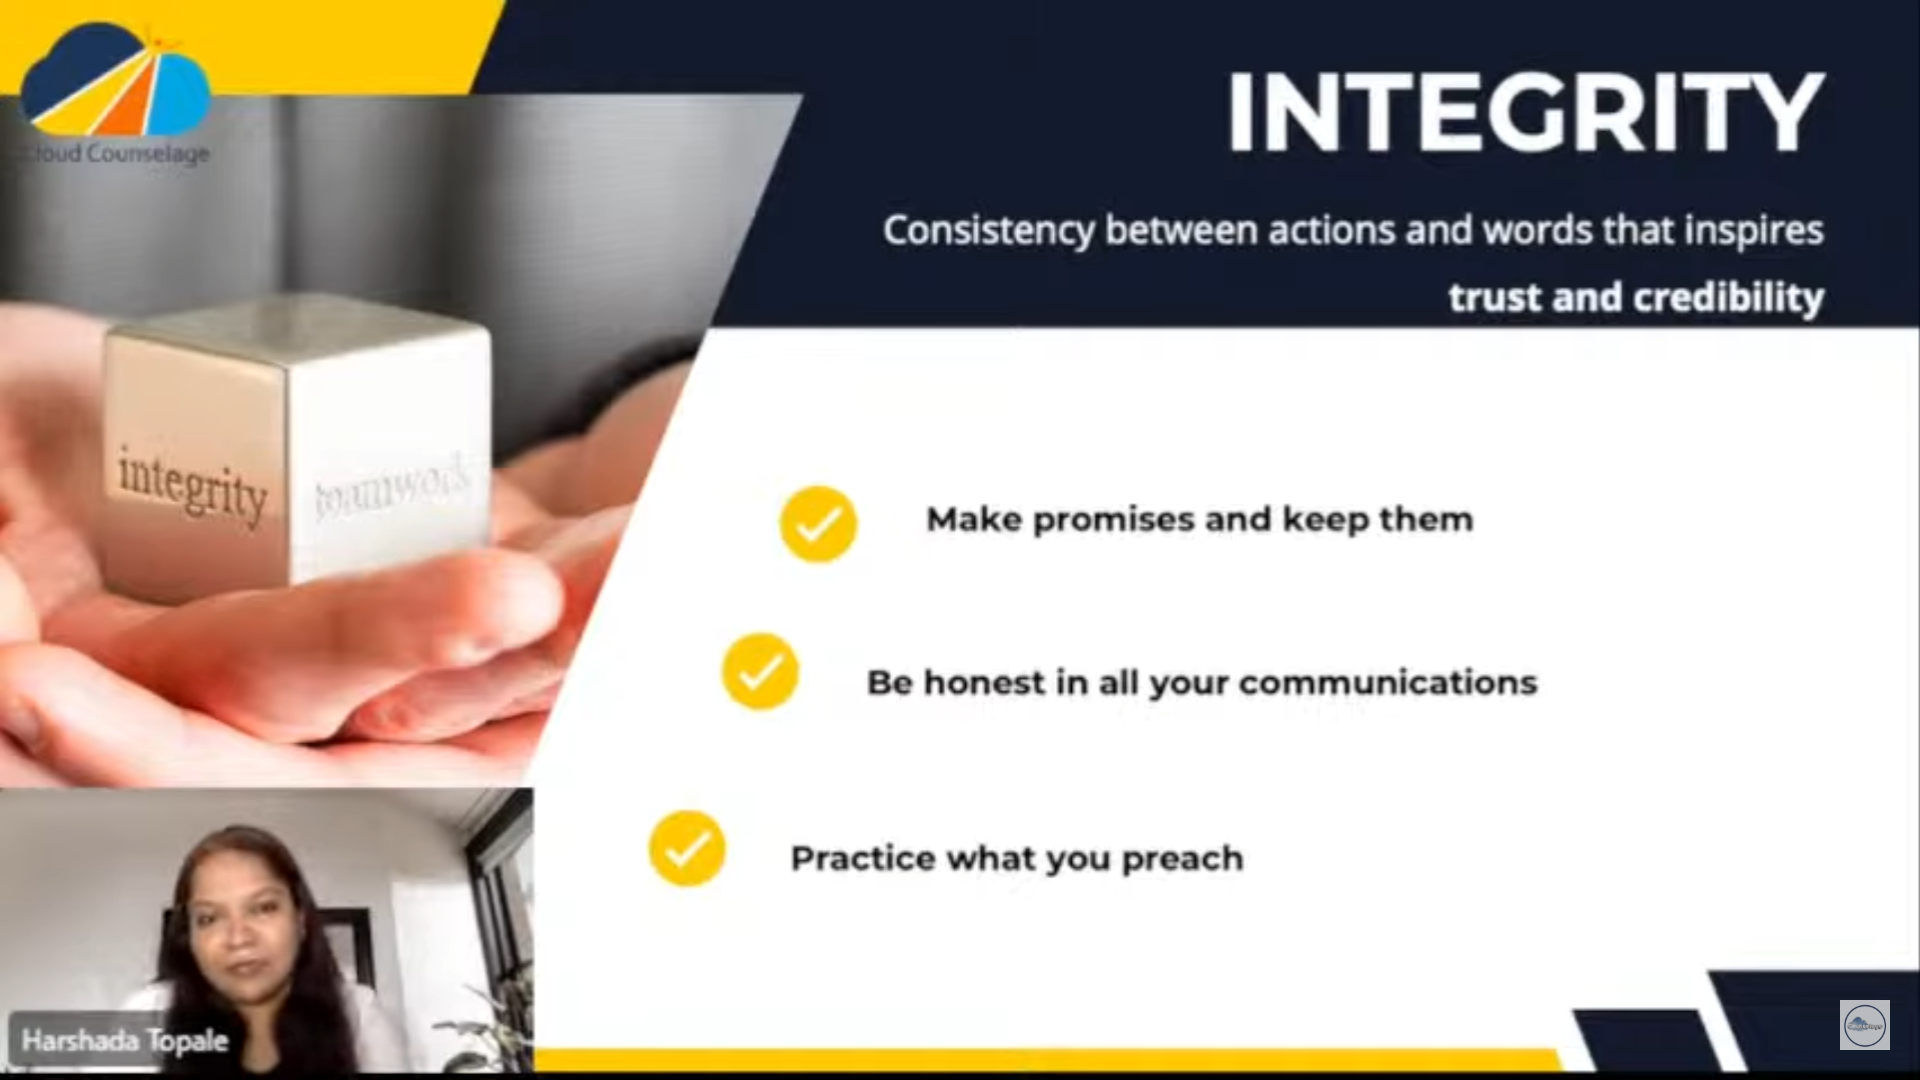 Cloud Counselage
INTEGRITY
Consistency between actions and words that inspires
trust and credibility
integrity
teamwork
Make promises and keep them
Be honest in all your communications
Practice what you preach
Harshada Topale